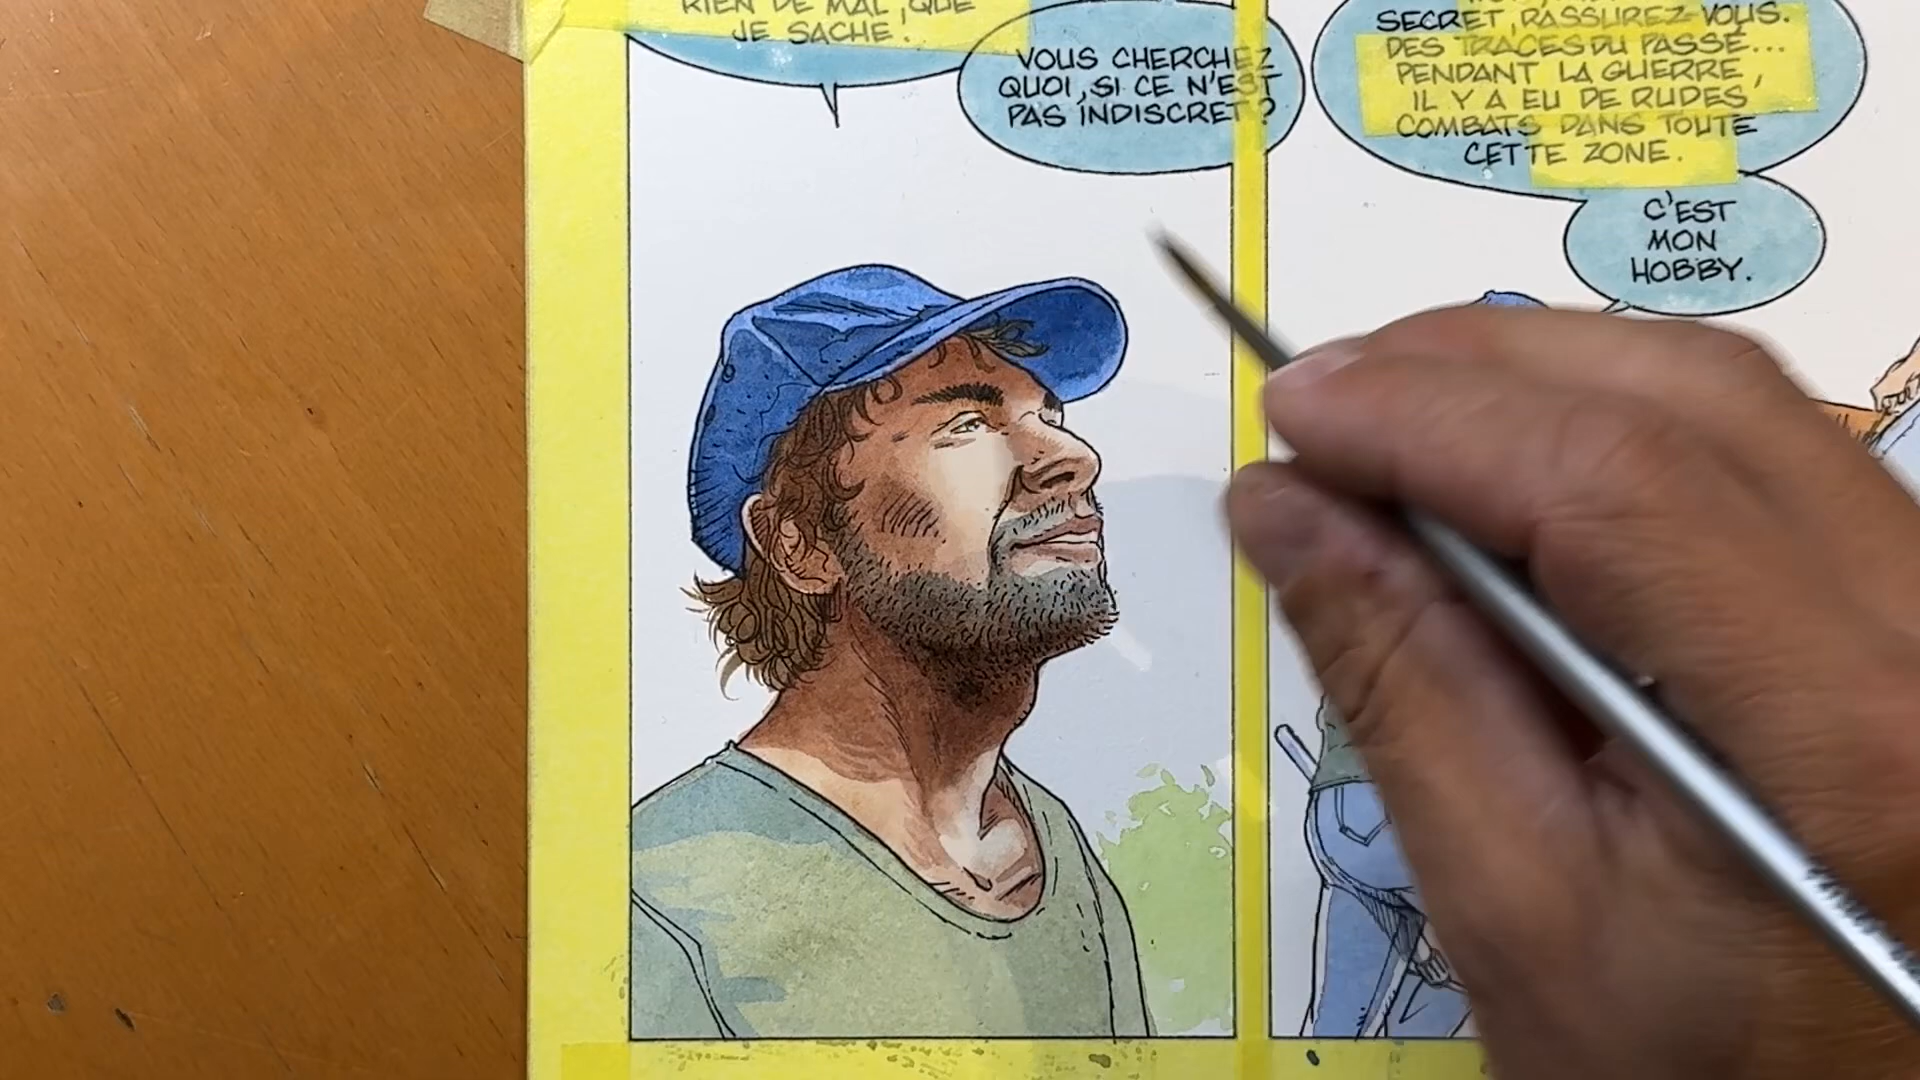 RIEN DE MAL, QUE
JE SACHE.
VOUS CHERCHEZ
QUOI, SI CE N'EST
PAS INDISCRET ?
SECRET, RASSUREZ-VOUS.
DES TRACES DU PASSÉ...
PENDANT LA GUERRE,
IL Y A EU DE RUDES
COMBATS DANS TOUTE
CETTE ZONE.
C'EST
MON
HOBBY.